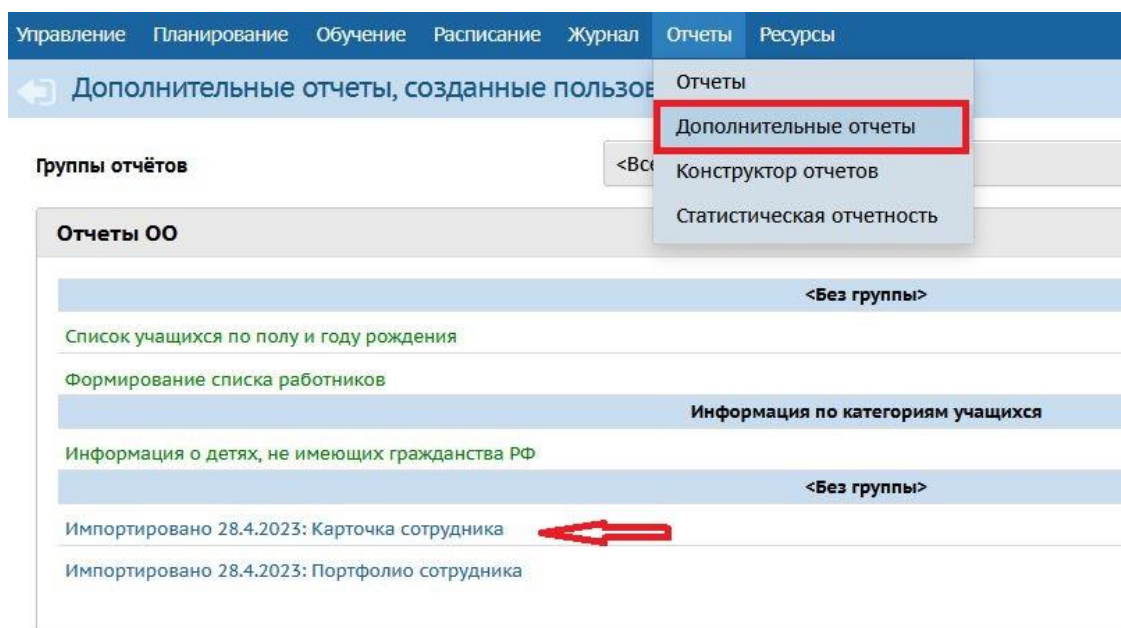 Управление Планирование Обучение Расписание Журнал Отчеты Ресурсы
Дополнительные отчеты, созданные
Отчеты
Дополнительные отчеты
Конструктор отчетов
Статистическая отчетность
Группы отчётов
Отчеты ОО
<Без группы>
Список учащихся по полу и году рождения
Формирование списка работников
Информация по категориям учащихся
Информация о детях, не имеющих гражданства РФ
<Без группы>
Импортировано 28.4.2023: Карточка сотрудника
Импортировано 28.4.2023: Портфолио сотрудника